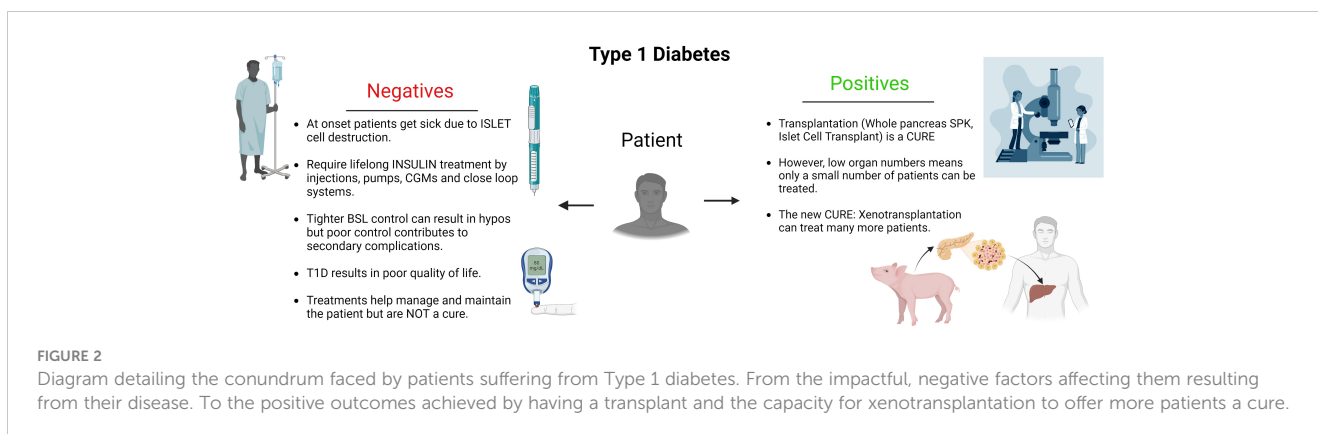 Type 1 Diabetes
Negatives
• At onset patients get sick due to ISLET
cell destruction.
• Require lifelong INSULIN treatment by
injections, pumps, CGMs and close loop
systems.
• Tighter BSL control can result in hypos
but poor control contributes to
secondary complications.
• T1D results in poor quality of life.
• Treatments help manage and maintain
the patient but are NOT a cure.
80
mg/dL
Patient
Positives
• Transplantation (Whole pancreas SPK,
Islet Cell Transplant) is a CURE
• However, low organ numbers means
only a small number of patients can be
treated.
• The new CURE: Xenotransplantation
can treat many more patients.
FIGURE 2
Diagram detailing the conundrum faced by patients suffering from Type 1 diabetes. From the impactful, negative factors affecting them resulting
from their disease. To the positive outcomes achieved by having a transplant and the capacity for xenotransplantation to offer more patients a cure.